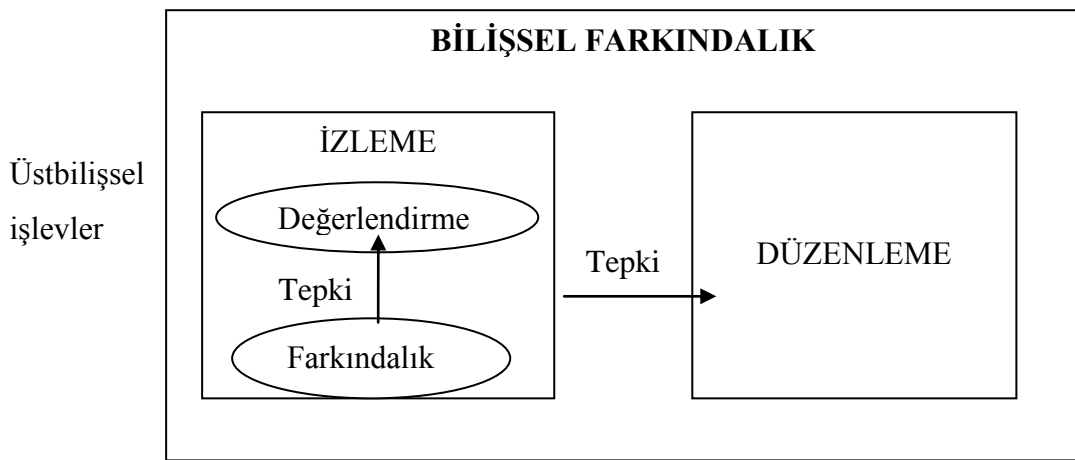 BİLİŞSEL FARKINDALIK
Üstbilişsel
işlevler
İZLEME
Değerlendirme
Tepki
Farkındalık
Tepki
DÜZENLEME